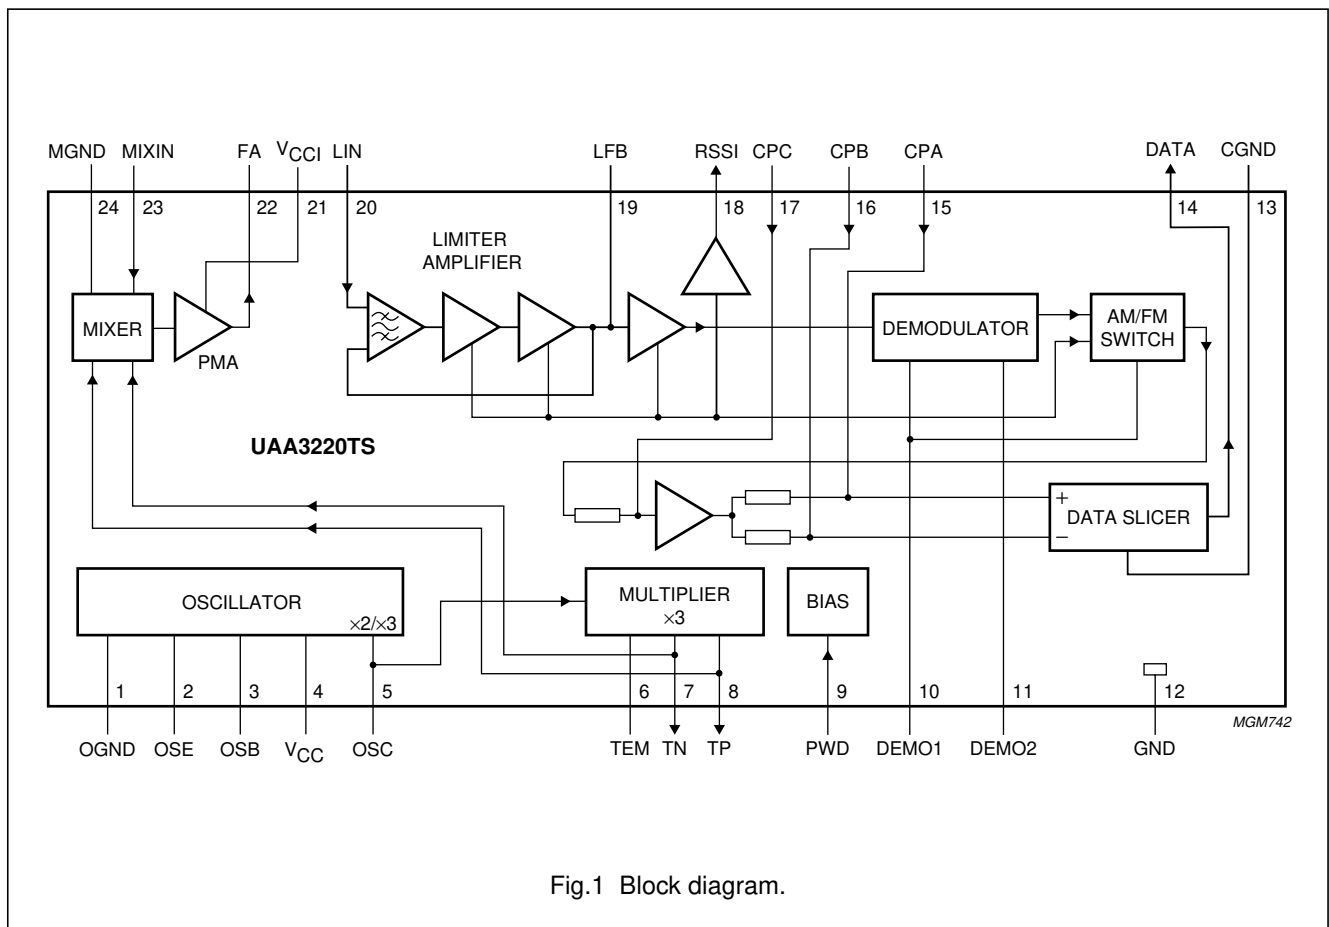 MGND MIXIN FA VCCI LIN LFB RSSI CPC CPB CPA DATA CGND
24 23 22 21 20 19 18 17 16 15 14 13
LIMITER
AMPLIFIER
MIXER
PMA
DEMODULATOR
AM/FM
SWITCH
UAA3220TS
+
DATA SLICER
−
OSCILLATOR
×2/×3
MULTIPLIER
×3
BIAS
1 2 3 4 5 6 7 8 9 10 11 12
MGM742
OGND OSE OSB VCC OSC TEM TN TP PWD DEMO1 DEMO2 GND
Fig.1 Block diagram.